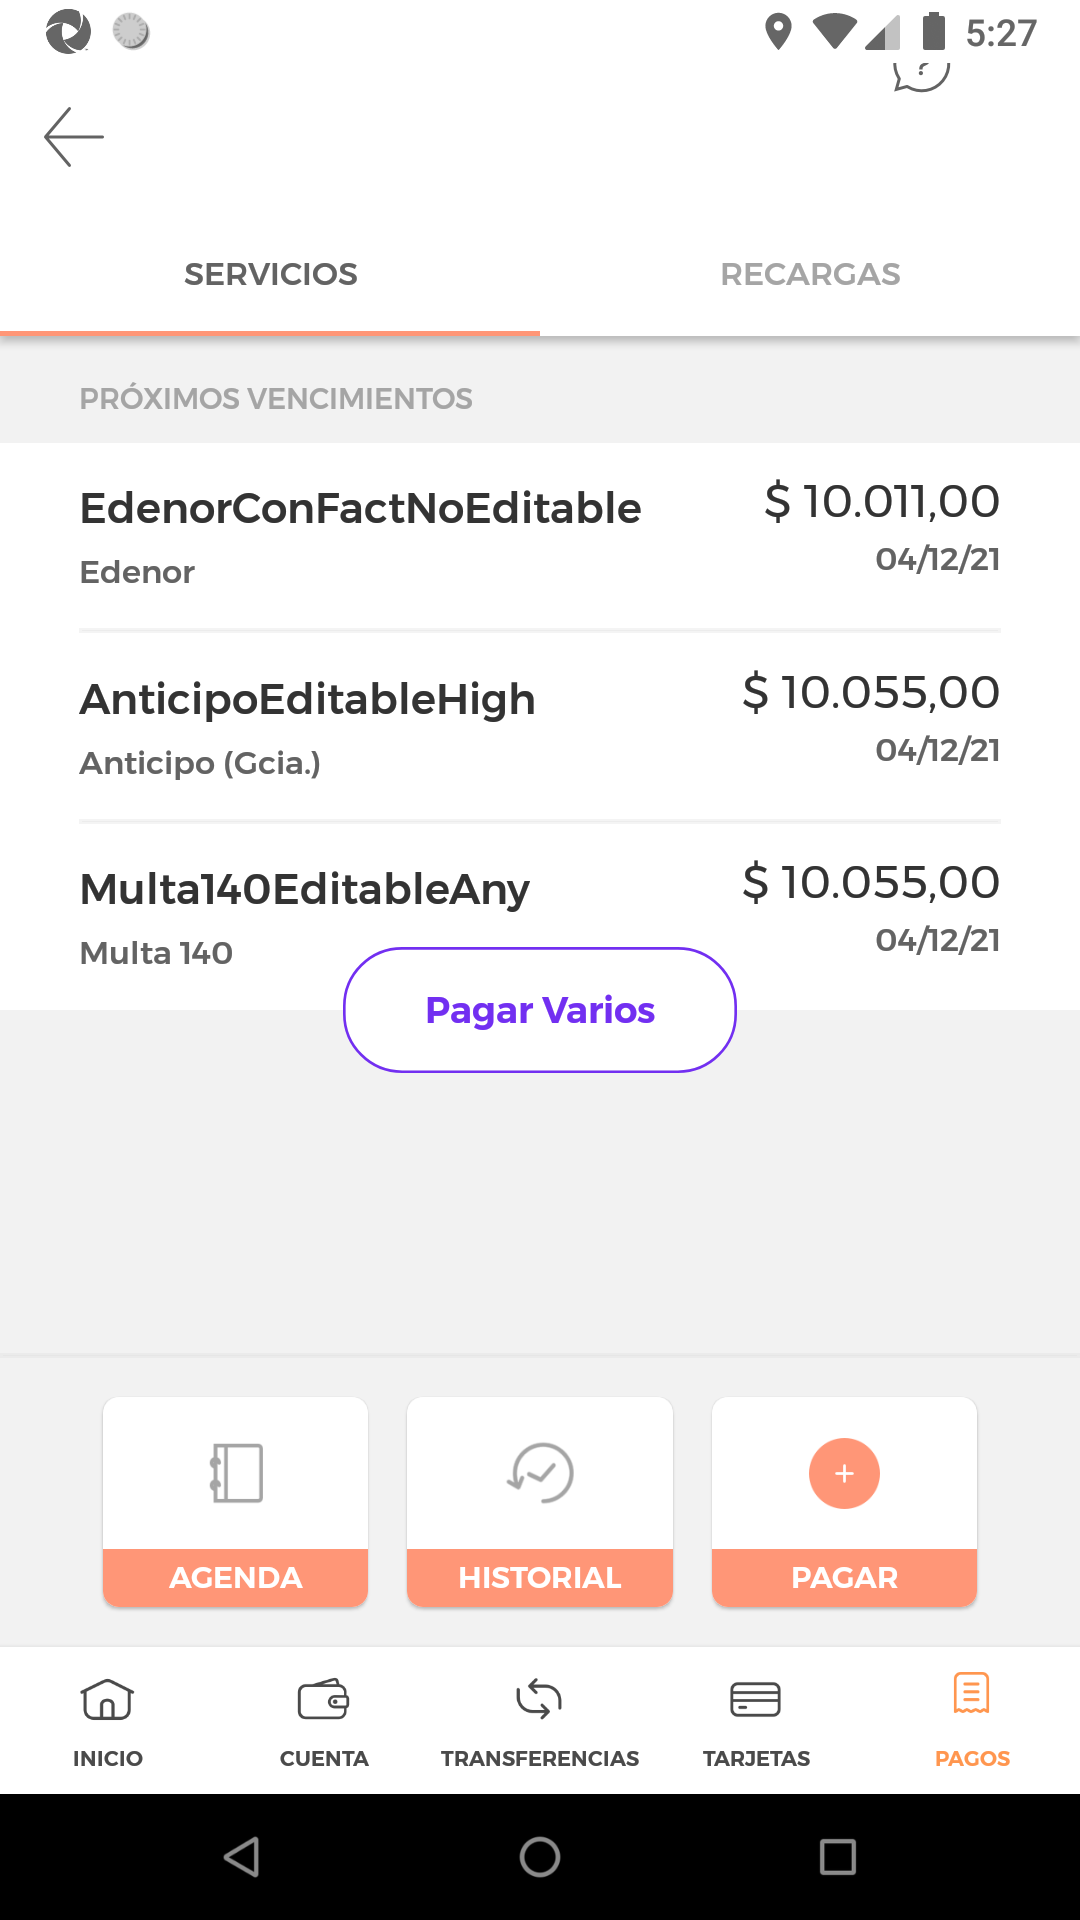 5:27
?
SERVICIOS
RECARGAS
PRÓXIMOS VENCIMIENTOS
EdenorConFactNoEditable
$ 10.011,00
Edenor
04/12/21
AnticipoEditableHigh
$ 10.055,00
Anticipo (Gcia.)
04/12/21
Multa140EditableAny
$ 10.055,00
Multa 140
04/12/21
Pagar Varios
AGENDA
HISTORIAL
PAGAR
INICIO
CUENTA
TRANSFERENCIAS
TARJETAS
PAGOS